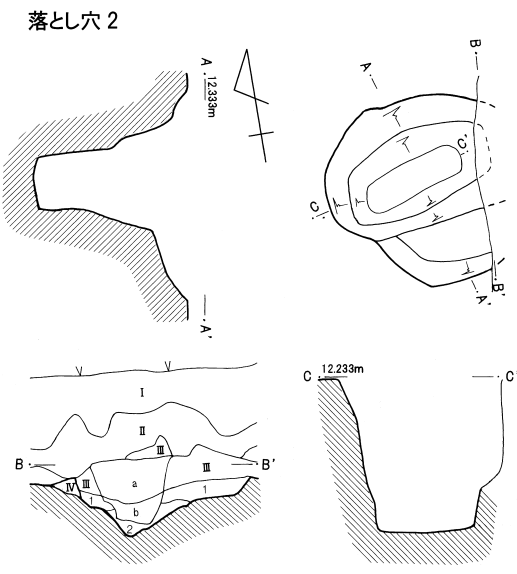 落とし穴2
A
12.333m
A'
A
B
C'
C
A'
B'
I
II
III
B
B'
IV
III
a
III
1
b
1
2
C
12.233m
C'